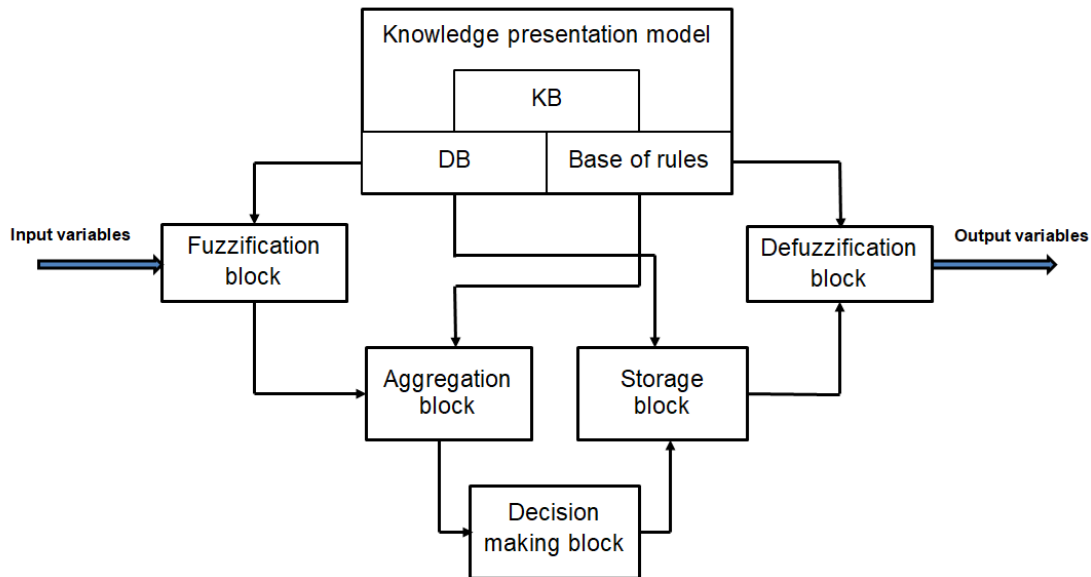 Knowledge presentation model
KB
DB
Base of rules
Input variables
Fuzzification
block
Defuzzification
block
Output variables
Aggregation
block
Storage
block
Decision
making block